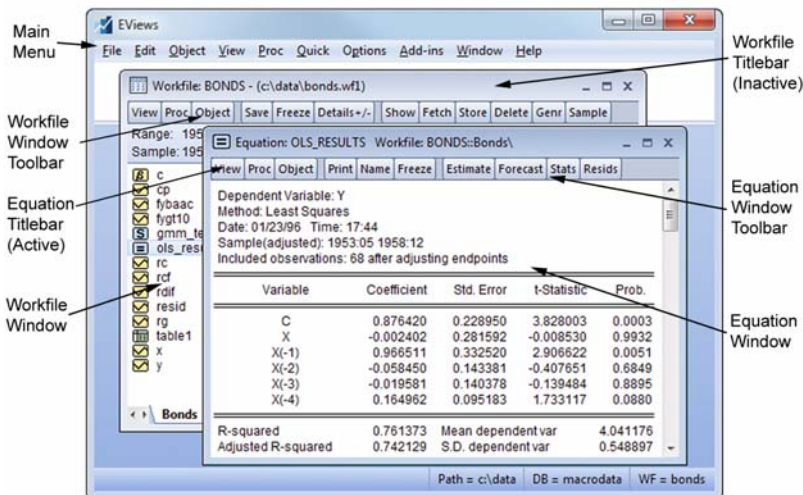 EViews
File Edit Object View Proc Quick Options Add-ins Window Help
Main
Menu
Workfile
Titlebar
(Inactive)
Workfile: BONDS - (c:\data\bonds.wf1)
View Proc Object Save Freeze Details+/- Show Fetch Store Delete Genr Sample
Range: 195
Sample: 195
Workfile
Window
Toolbar
Equation: OLS_RESULTS Workfile: BONDS::Bonds\
View Proc Object Print Name Freeze Estimate Forecast Stats Resids
Equation
Titlebar
(Active)
Equation
Window
Toolbar
c
cp
fybaac
fygt10
gmm_te
ols_resu
rc
rcf
rdif
resid
rg
table1
x
y
Bonds
Workfile
Window
Dependent Variable: Y
Method: Least Squares
Date: 01/23/96 Time: 17:44
Sample(adjusted): 1953:05 1958:12
Included observations: 68 after adjusting endpoints
Variable Coefficient Std. Error t-Statistic Prob.
C 0.876420 0.228950 3.828003 0.0003
X -0.002402 0.281592 -0.008530 0.9932
X(-1) 0.966511 0.332520 2.906622 0.0051
X(-2) -0.058450 0.143381 -0.407651 0.6849
X(-3) -0.019581 0.140378 -0.139484 0.8895
X(-4) 0.164962 0.095183 1.733117 0.0880
R-squared 0.761373 Mean dependent var 4.041176
Adjusted R-squared 0.742129 S.D. dependent var 0.548897
Equation
Window
Path = c:\data DB = macrodata WF = bonds